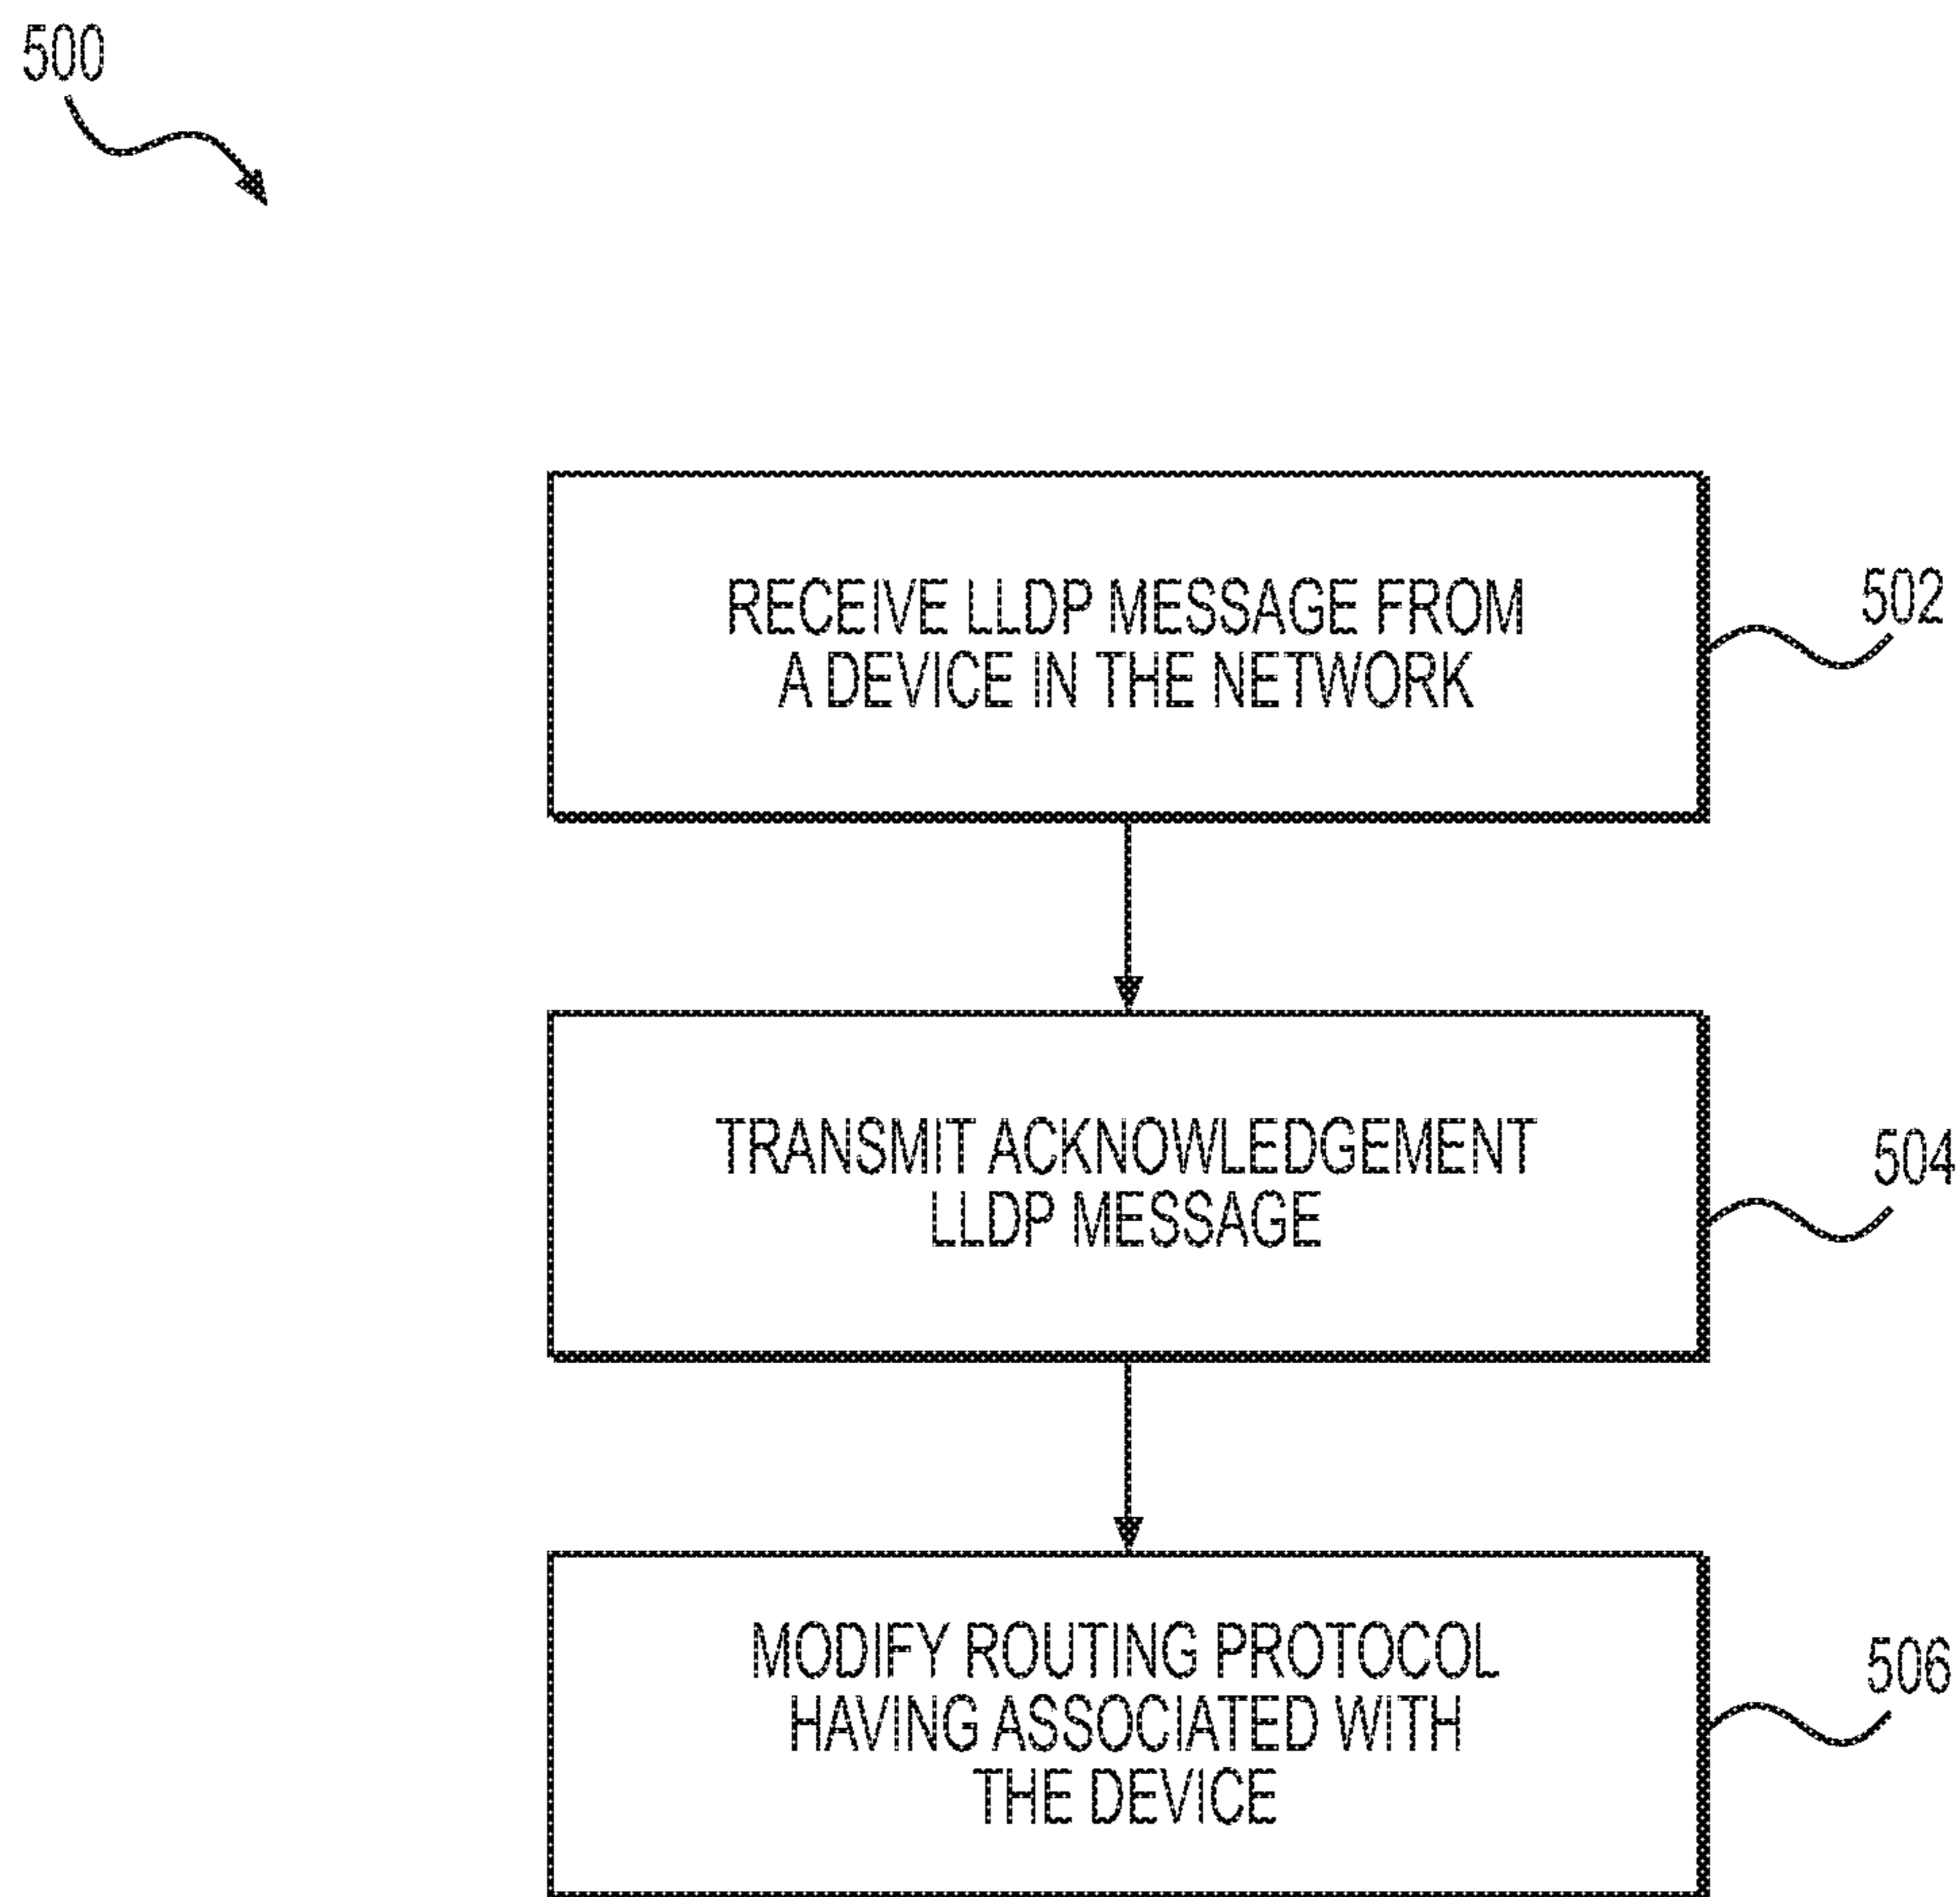 500
RECEIVE LLDP MESSAGE FROM
A DEVICE IN THE NETWORK
502
TRANSMIT ACKNOWLEDGEMENT
LLDP MESSAGE
504
MODIFY ROUTING PROTOCOL
HAVING ASSOCIATED WITH
THE DEVICE
506